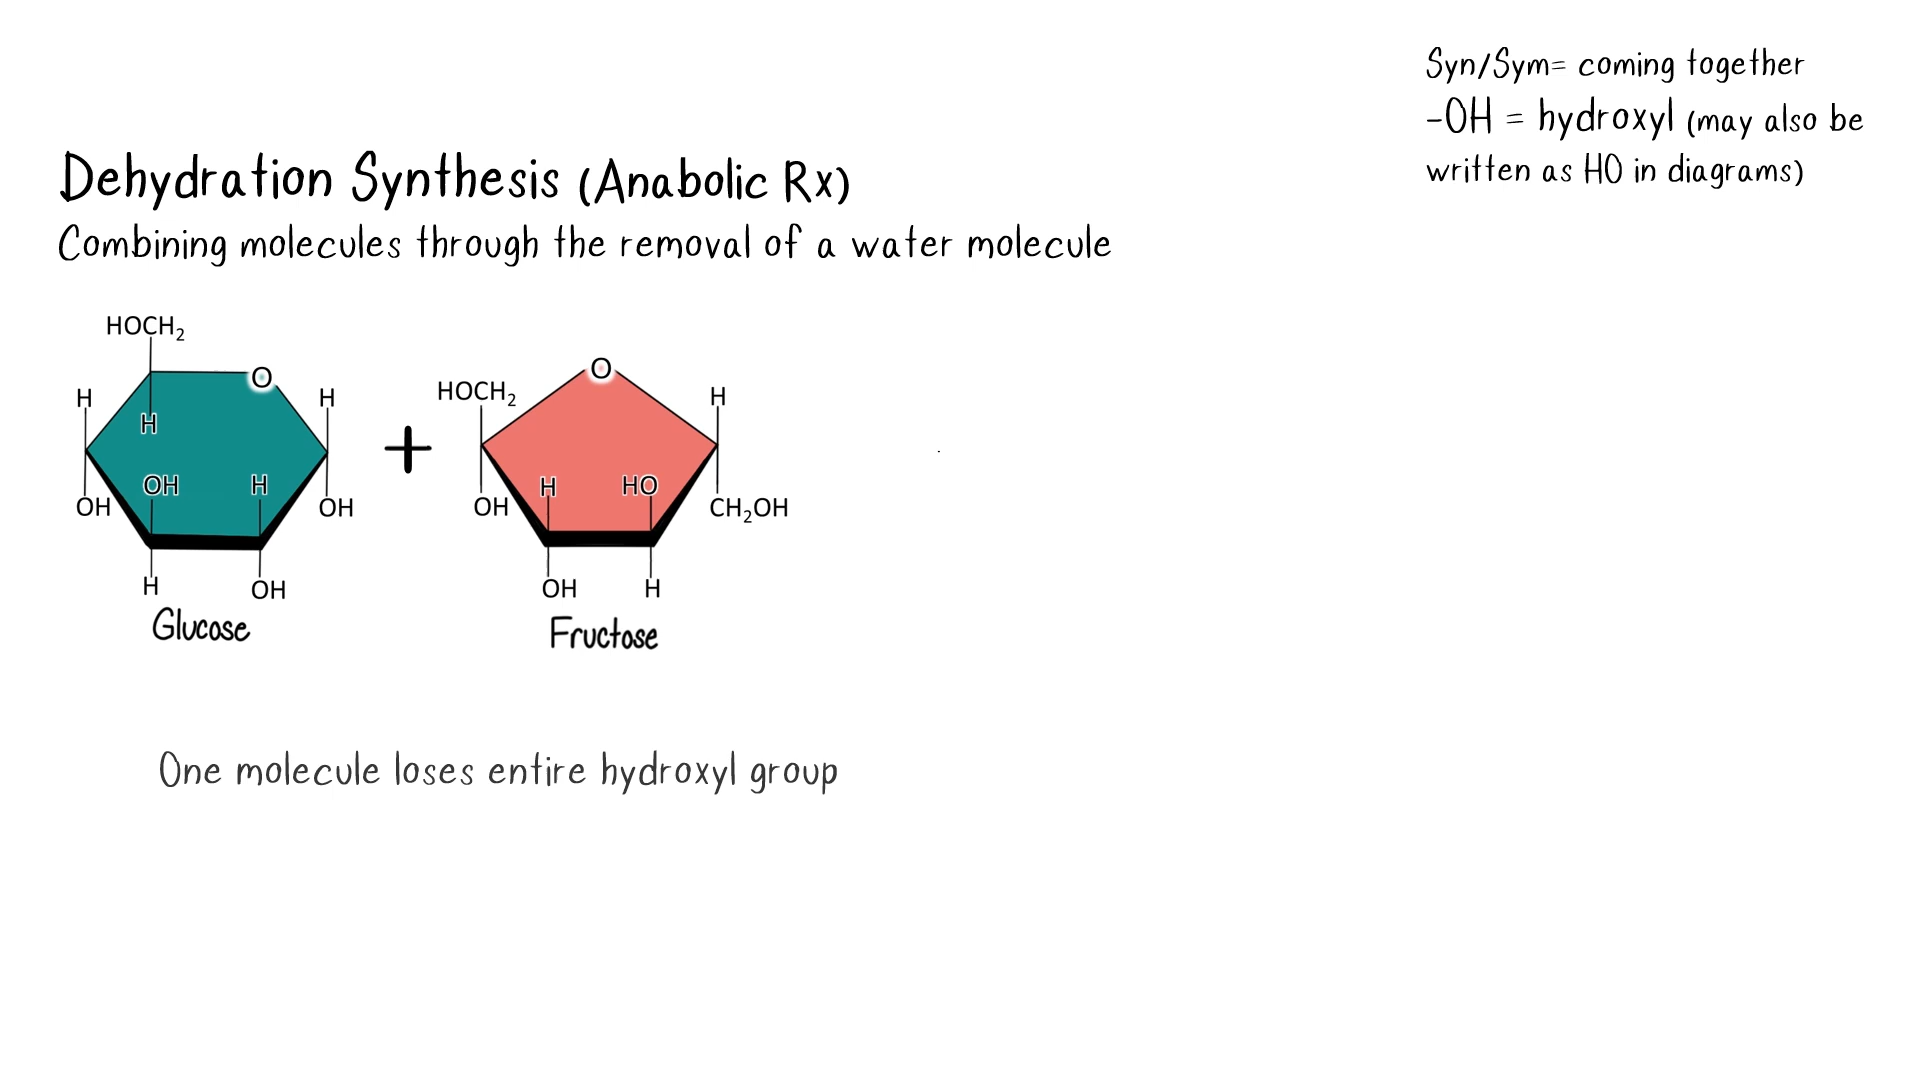 Syn/Sym= coming together
-OH = hydroxyl (may also be
written as HO in diagrams)
Dehydration Synthesis (Anabolic Rx)
Combining molecules through the removal of a water molecule
HOCH₂
O
H
H
H
OH
H
OH
OH
H
OH
Glucose
+
O
HOCH₂
H
H
HO
OH
CH₂OH
OH
H
Fructose
One molecule loses entire hydroxyl group